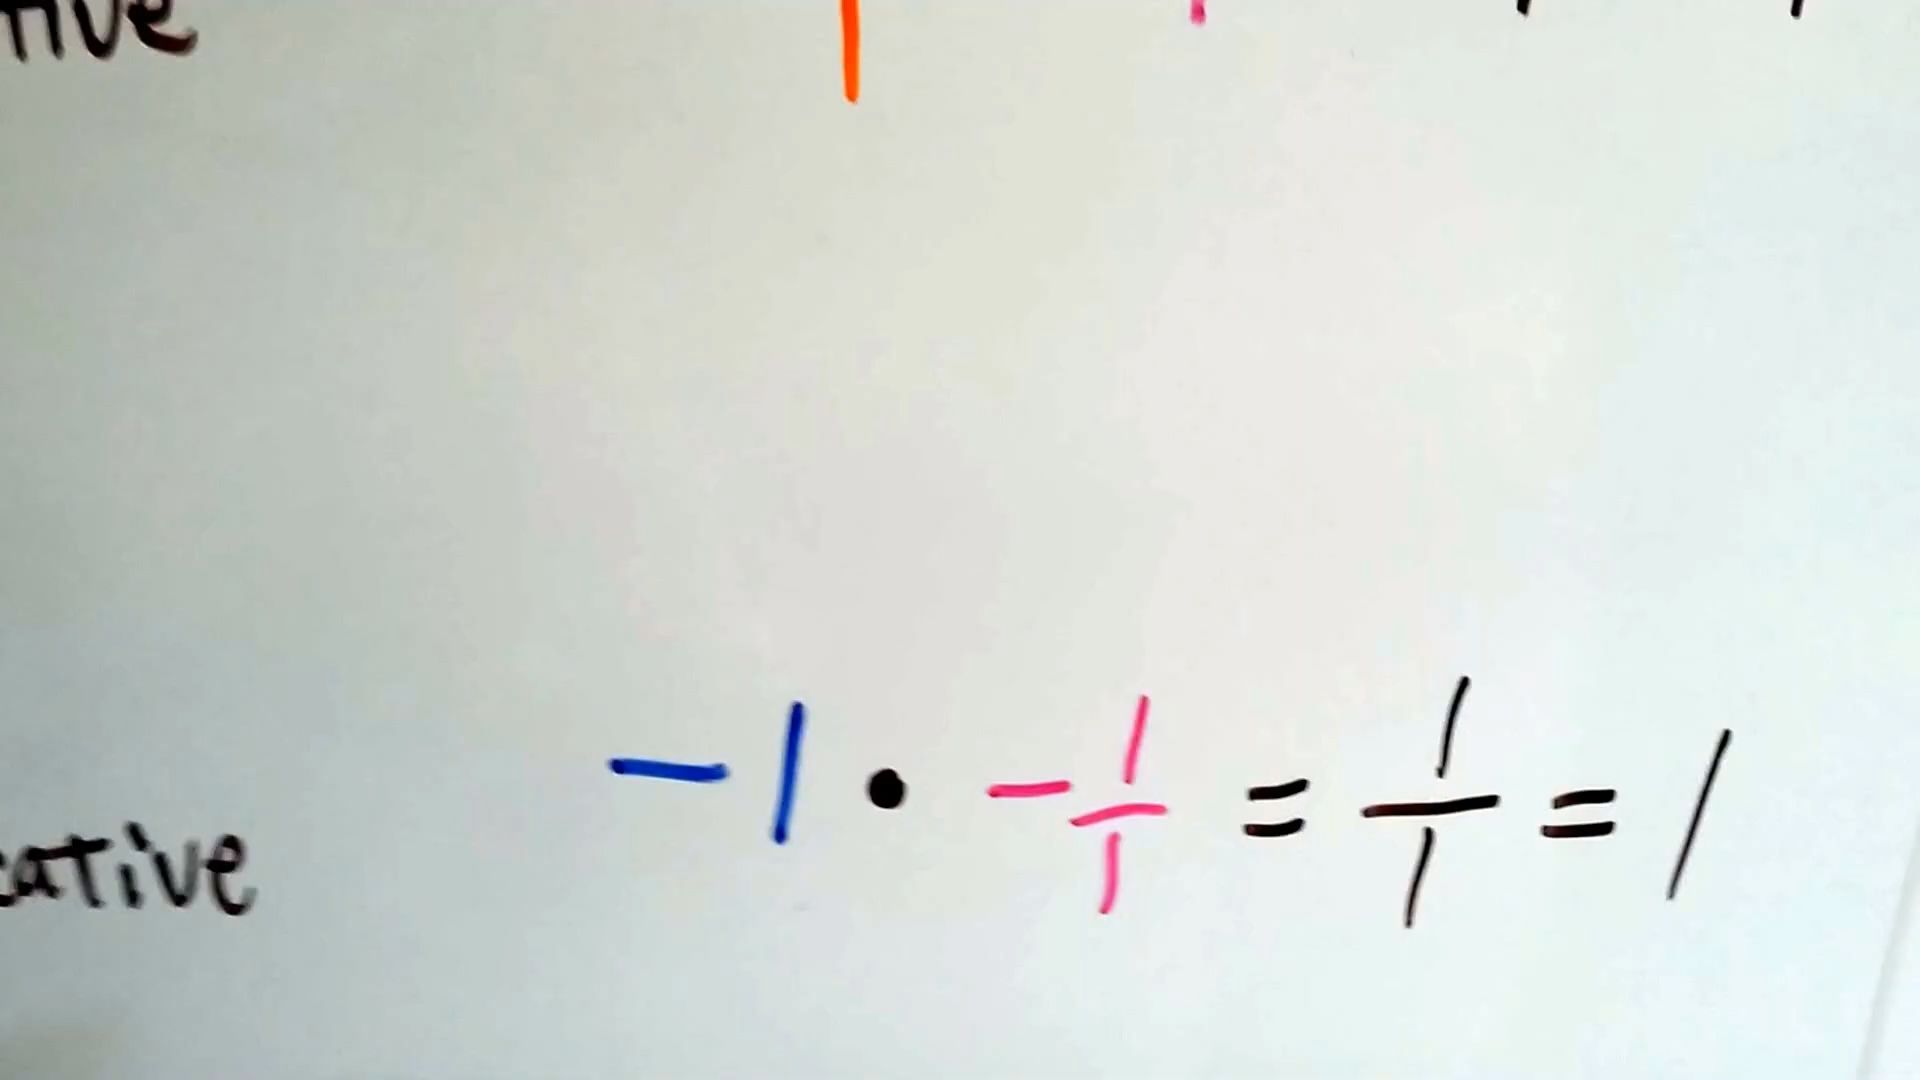 tive
cative -1 • -1/1 = 1/1 = 1